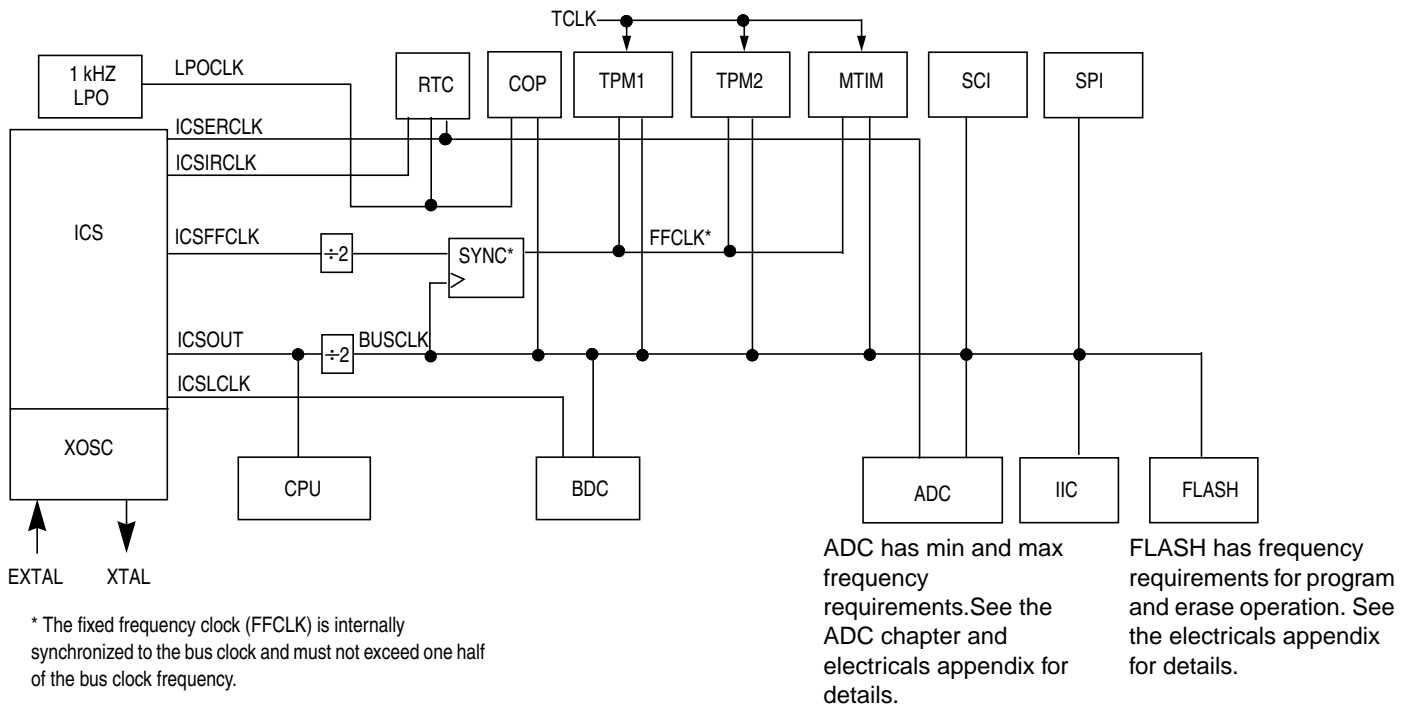 TCLK
1 kHZ
LPO
LPOCLK
RTC
COP
TPM1
TPM2
MTIM
SCI
SPI
ICSERCLK
ICSIRCLK
ICS
ICSFFCLK
÷2
SYNC*
FFCLK*
ICSOUT
÷2
BUSCLK
ICSLCLK
XOSC
CPU
BDC
ADC
IIC
FLASH
EXTAL
XTAL
* The fixed frequency clock (FFCLK) is internally
synchronized to the bus clock and must not exceed one half
of the bus clock frequency.
ADC has min and max
frequency
requirements.See the
ADC chapter and
electricals appendix for
details.
FLASH has frequency
requirements for program
and erase operation. See
the electricals appendix
for details.